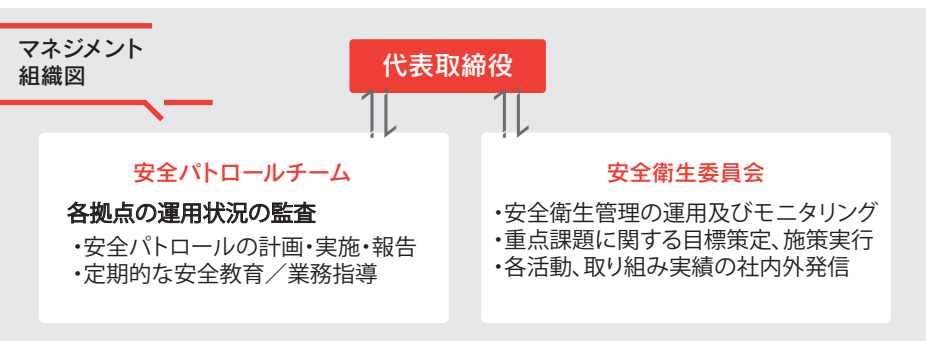 マネジメント
組織図
代表取締役
安全パトロールチーム
各拠点の運用状況の監査
・安全パトロールの計画・実施・報告
・定期的な安全教育／業務指導
安全衛生委員会
・安全衛生管理の運用及びモニタリング
・重点課題に関する目標策定、施策実行
・各活動、取り組み実績の社内外発信